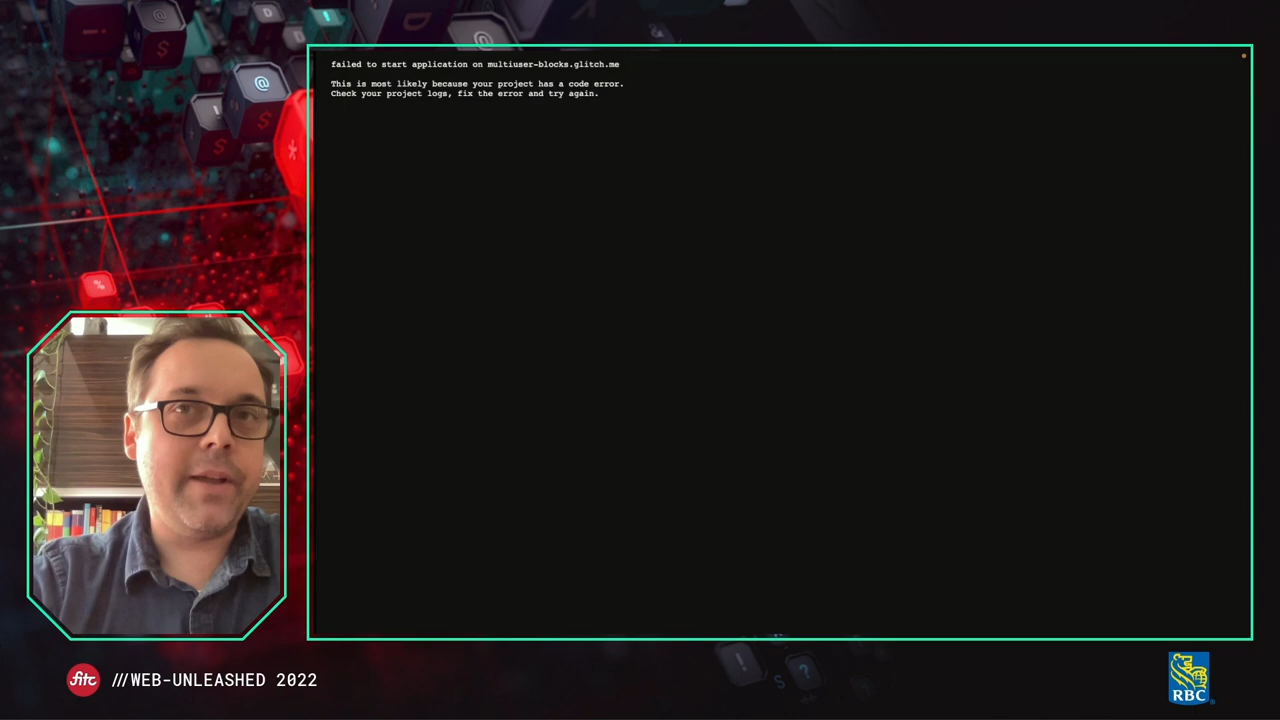 failed to start application on multiuser-blocks.glitch.me
This is most likely because your project has a code error.
Check your project logs, fix the error and try again.
fitc
///WEB-UNLEASHED 2022
RBC